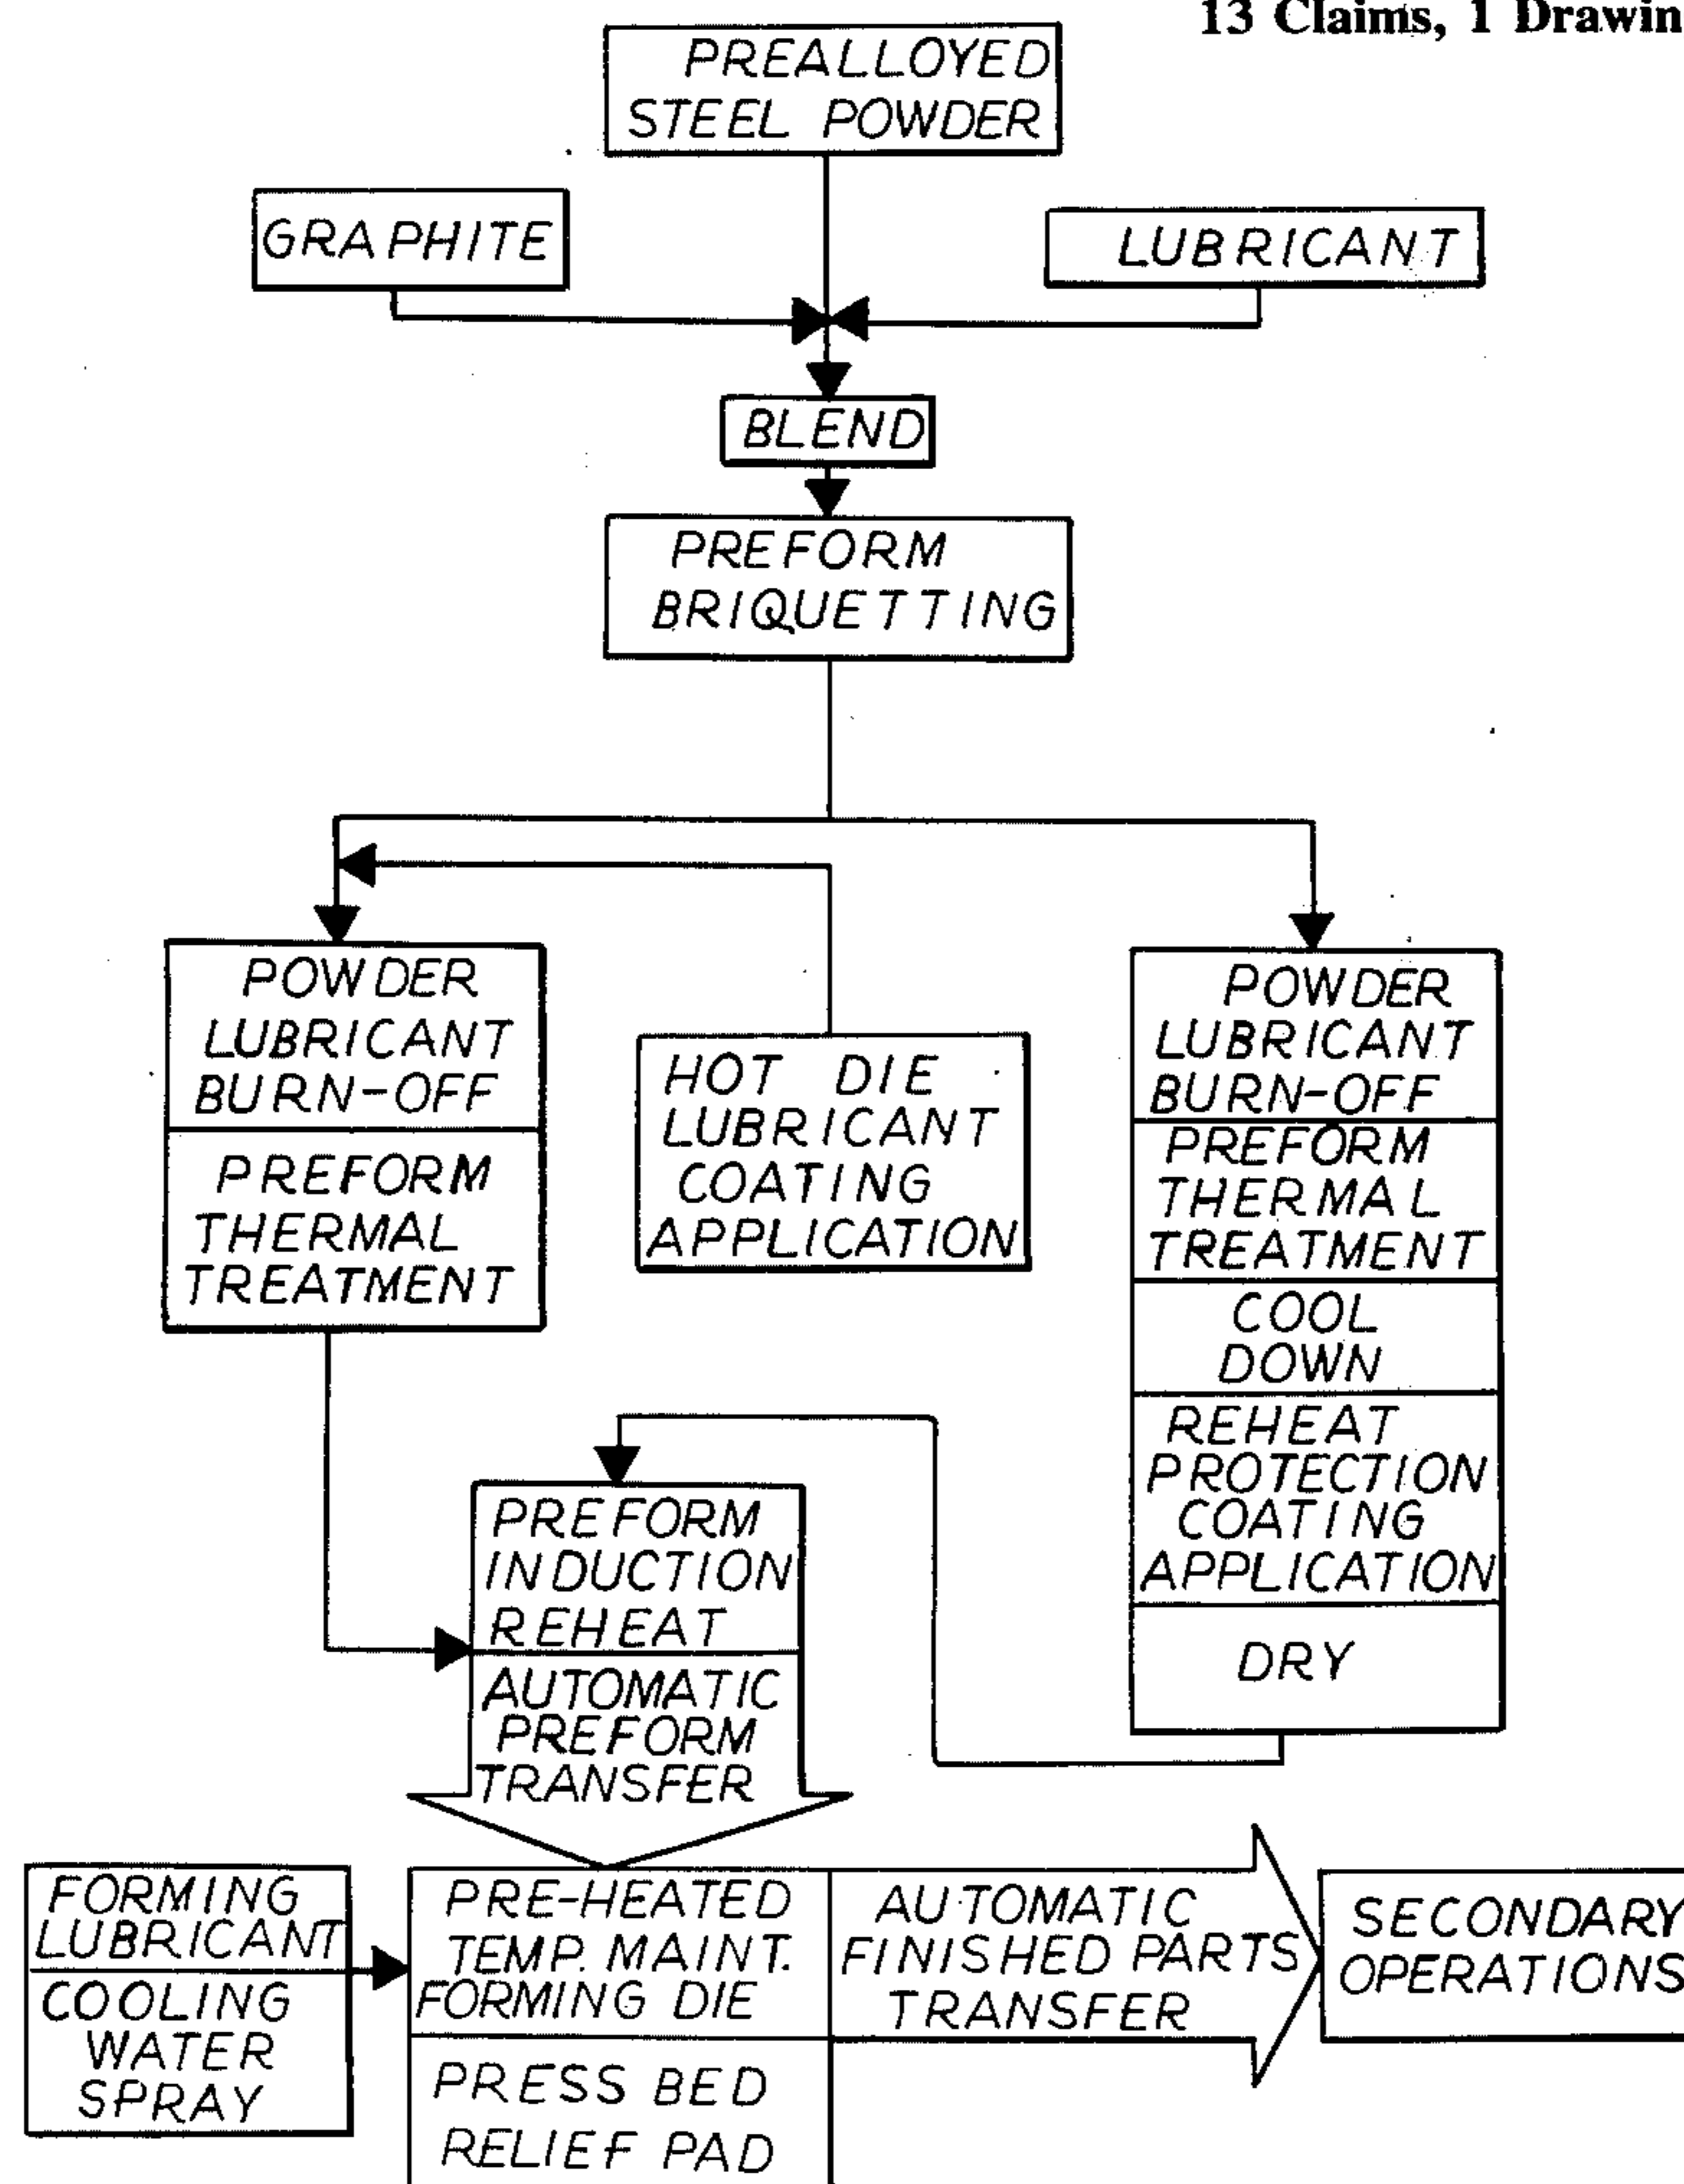 13 Claims, 1 Drawin
PREALLOYED
STEEL POWDER
GRAPHITE
LUBRICANT
BLEND
PREFORM
BRIQUETTING
POWDER
LUBRICANT
BURN-OFF
PREFORM
THERMAL
TREATMENT
HOT DIE
LUBRICANT
COATING
APPLICATION
POWDER
LUBRICANT
BURN-OFF
PREFORM
THERMAL
TREATMENT
COOL
DOWN
REHEAT
PROTECTION
COATING
APPLICATION
DRY
PREFORM
INDUCTION
REHEAT
AUTOMATIC
PREFORM
TRANSFER
FORMING
LUBRICANT
COOLING
WATER
SPRAY
PRE-HEATED
TEMP. MAINT.
FORMING DIE
PRESS BED
RELIEF PAD
AUTOMATIC
FINISHED PARTS
TRANSFER
SECONDARY
OPERATIONS